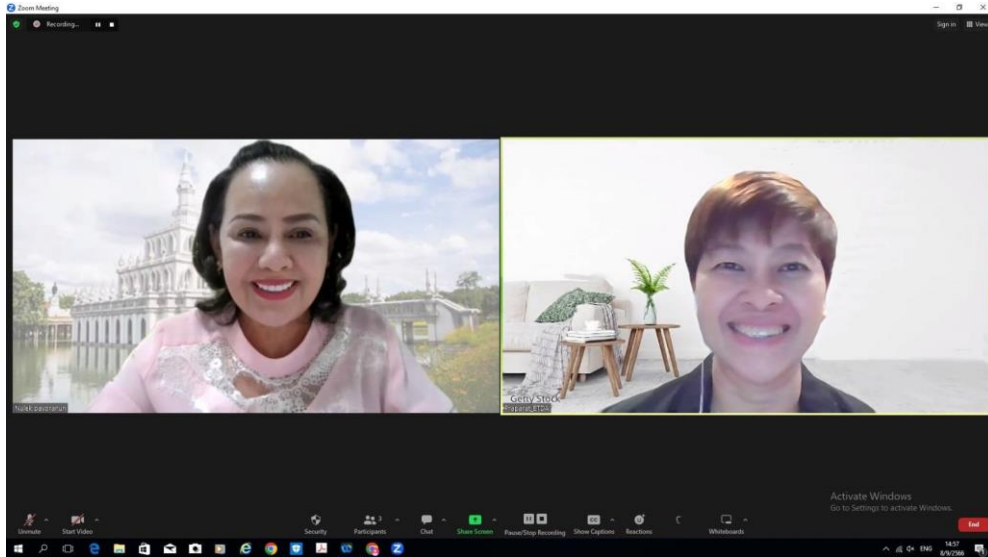 Zoom Meeting
Recording...
Sign in
View
Getty Stock
Praparat_ETDA
Activate Windows
Go to Settings to activate Windows.
Unmute
Start Video
Security
Participants
3
Chat
Share Screen
Pause/Stop Recording
Show Captions
Reactions
Whiteboards
End
ENG
14:57
8/9/2566